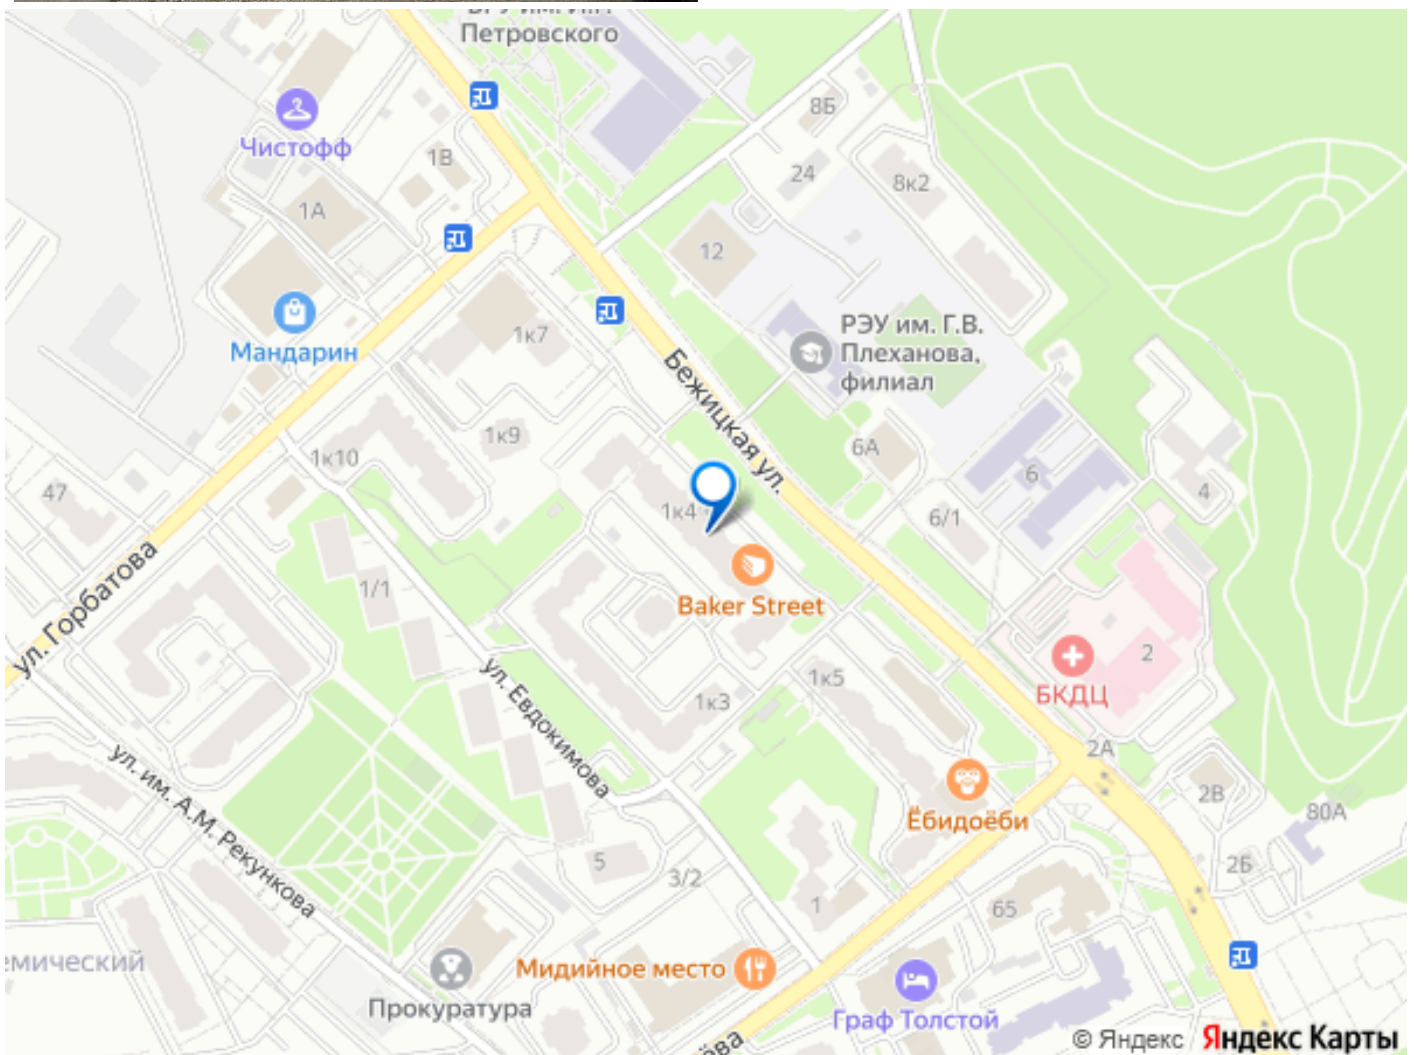 Петровского
8Б
Чистофф
1В
24
8к2
1А
12
1к7
Мандарин
РЭУ им. Г.В.
Плеханова,
филиал
Бежицкая ул.
1к9
6А
1к10
6
47
4
1к4
6/1
ул. Горбатова
1/1
Baker Street
2
БКДЦ
ул. Евдокимова
1к5
1к3
2А
ул. им. А.М. Рекункова
2В
80А
Ёбидоёби
5
2Б
3/2
1
65
емический
Мидийное место
Прокуратура
Граф Толстой
ёва
© Яндекс Яндекс Карты